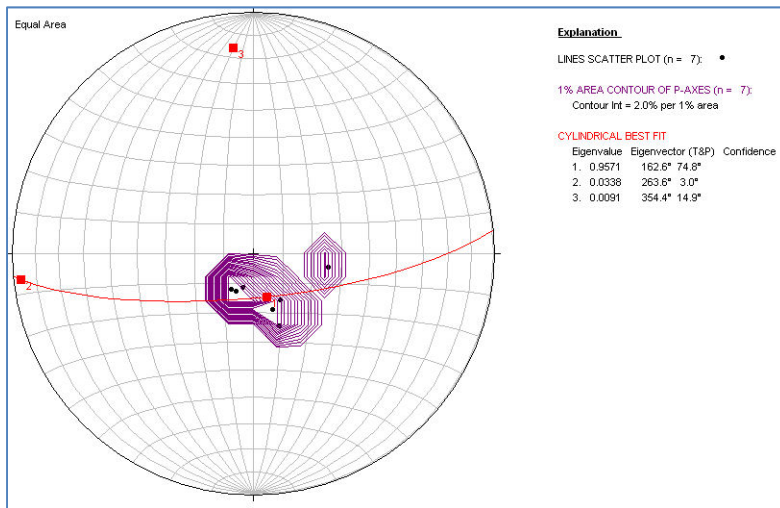 Equal Area
Explanation
LINES SCATTER PLOT (n = 7): •
1% AREA CONTOUR OF P-AXES (n = 7):
Contour Int = 2.0% per 1% area
CYLINDRICAL BEST FIT
Eigenvalue Eigenvector (T&P) Confidence
1. 0.9571 162.6° 74.8°
2. 0.0338 263.6° 3.0°
3. 0.0091 354.4° 14.9°
3
2
1